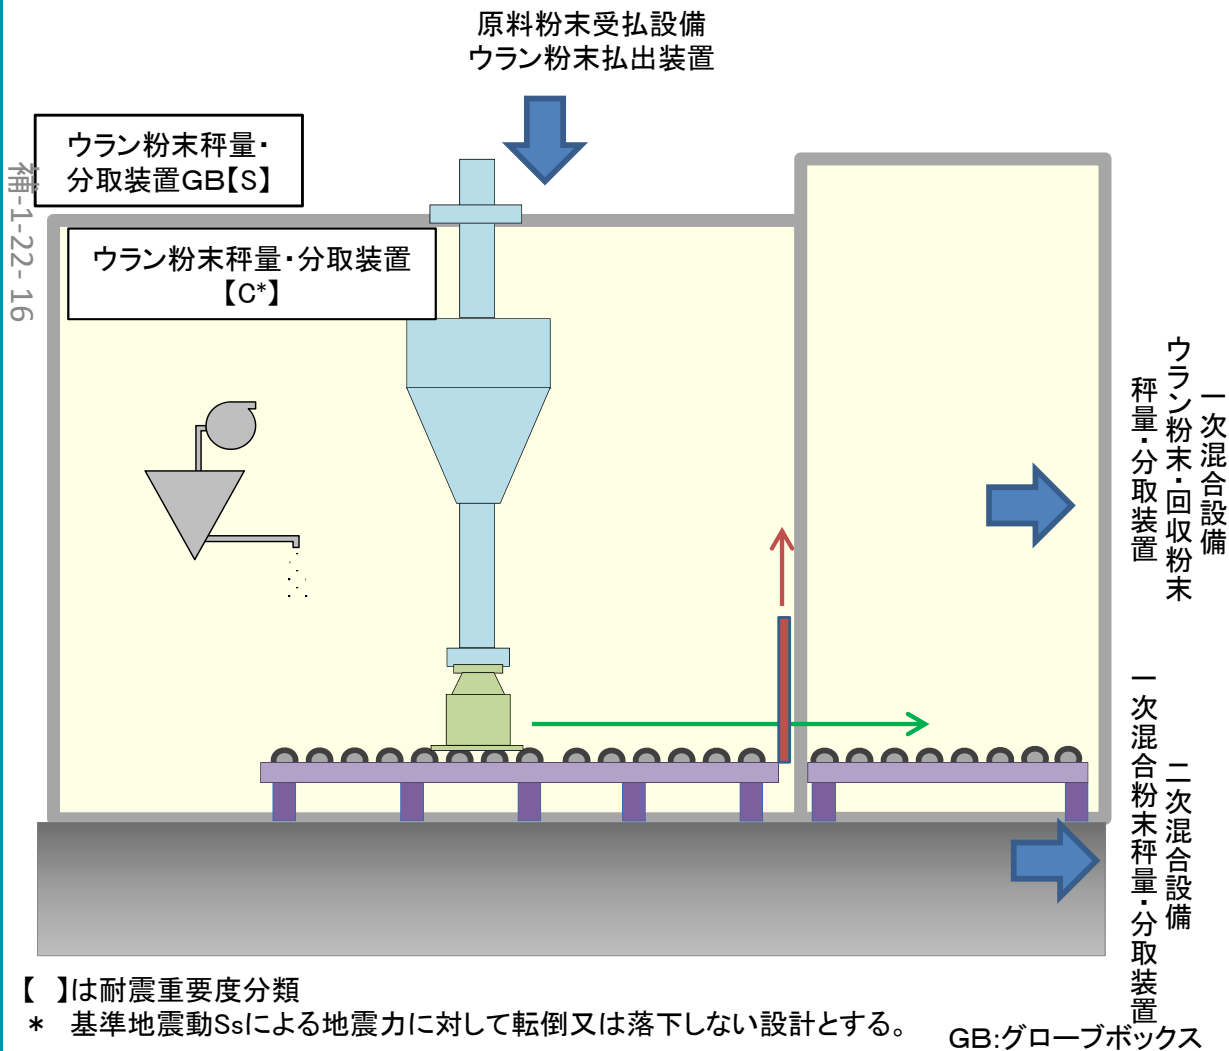 原料粉末受払設備
ウラン粉末払出装置
ウラン粉末秤量・
分取装置GB【S】
補-1-22- 16
ウラン粉末秤量・分取装置
【C*】
一次混合設備
ウラン粉末・回収粉末
秤量・分取装置
二次混合設備
一次混合粉末秤量・分取装置
【 】は耐震重要度分類
* 基準地震動Ssによる地震力に対して転倒又は落下しない設計とする。
GB:グローブボックス